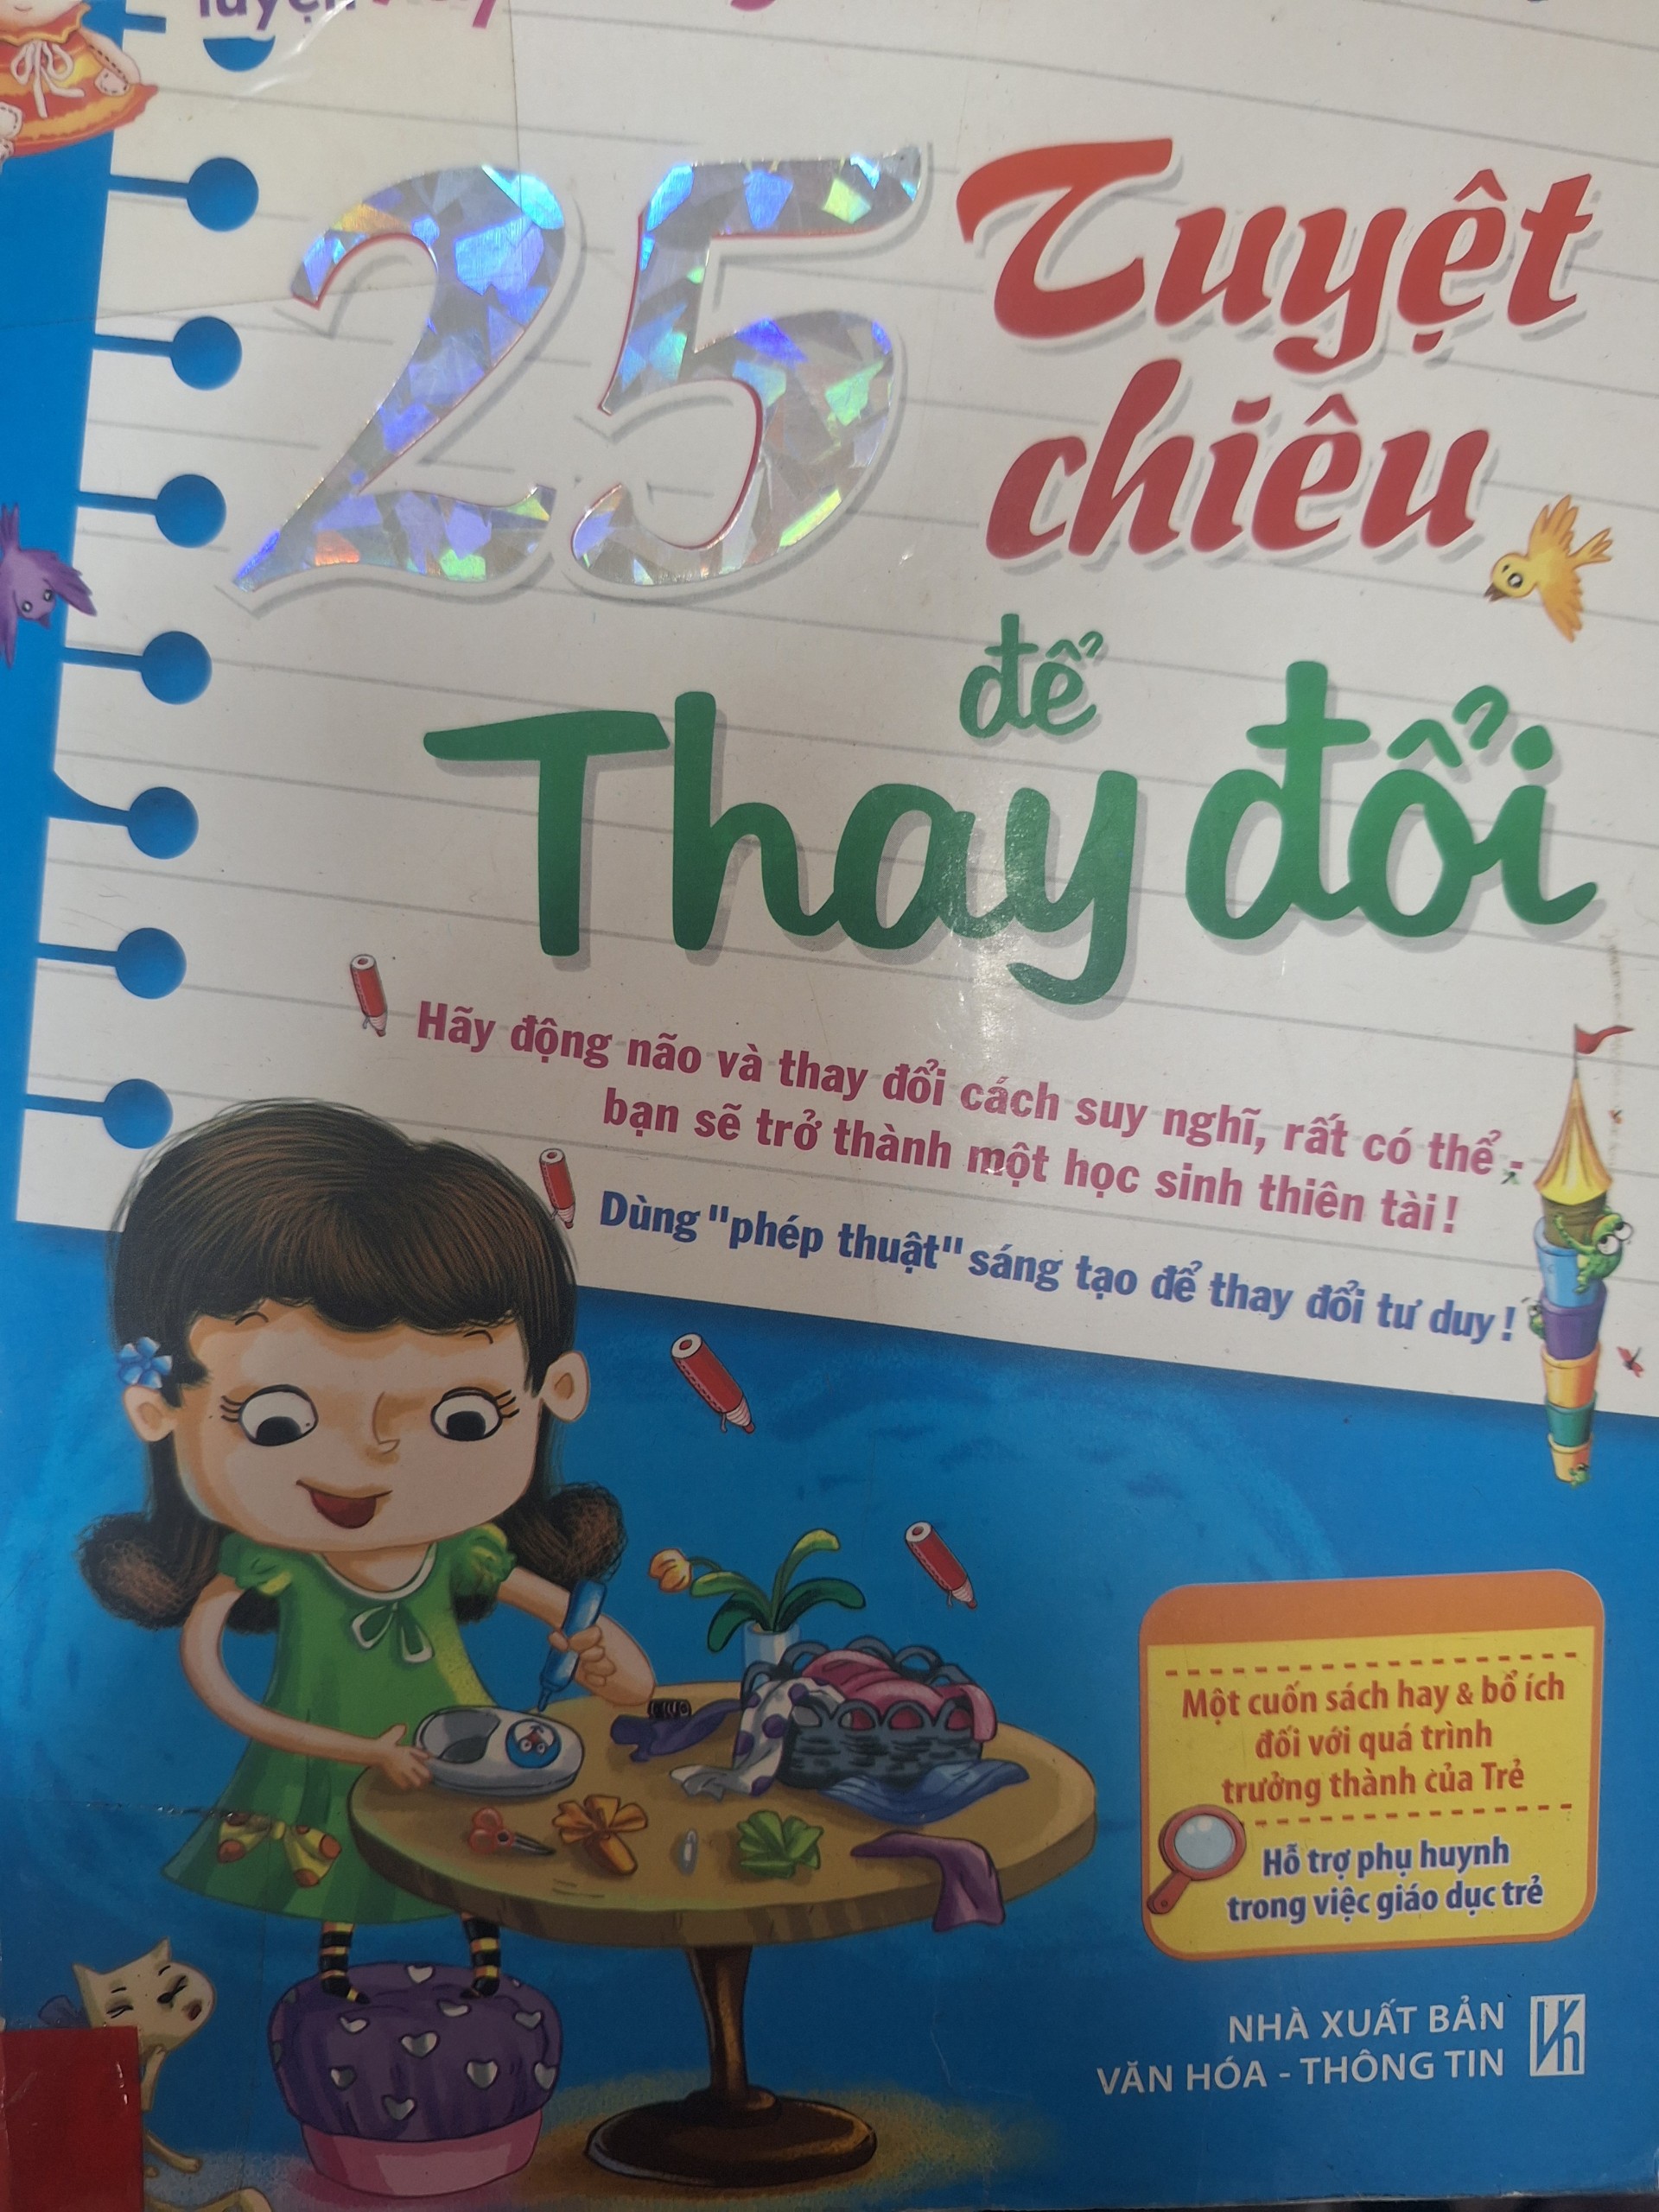 25 Tuyệt
chiêu
để
Thay đổi
Hãy động não và thay đổi cách suy nghĩ, rất có thể -
bạn sẽ trở thành một học sinh thiên tài!
Dùng "phép thuật" sáng tạo để thay đổi tư duy!
Một cuốn sách hay & bổ ích
đối với quá trình
trưởng thành của Trẻ
Hỗ trợ phụ huynh
trong việc giáo dục trẻ
NHÀ XUẤT BẢN
VĂN HÓA - THÔNG TIN